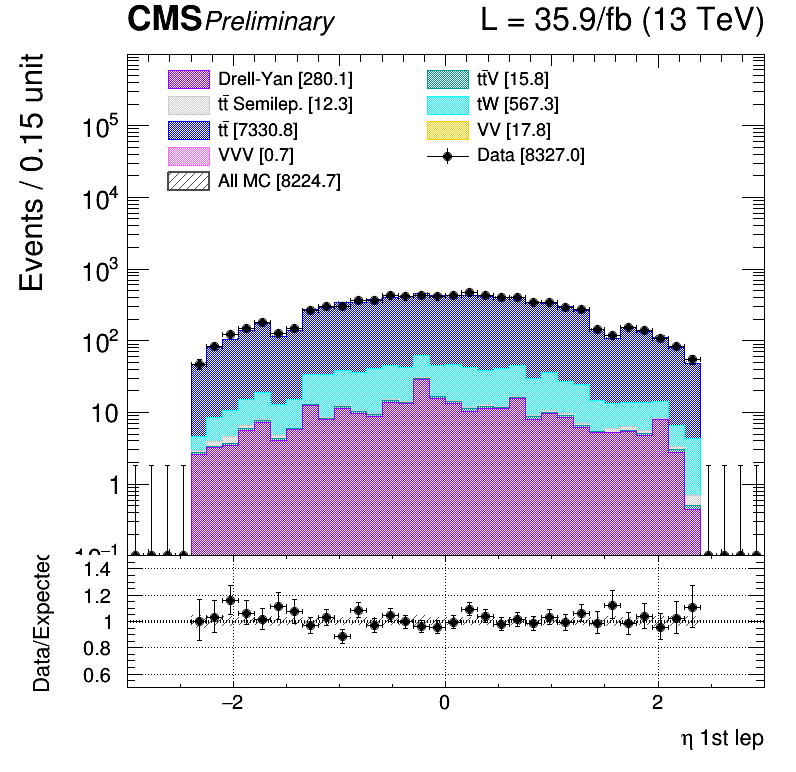 CMS Preliminary L = 35.9/fb (13 TeV)
Events / 0.15 unit
Drell-Yan [280.1]
tt̄V [15.8]
tt̄ Semilep. [12.3]
tW [567.3]
tt̄ [7330.8]
VV [17.8]
VVV [0.7]
Data [8327.0]
All MC [8224.7]
10⁵
10⁴
10³
10²
10
1
10⁻¹
Data/Expected
1.4
1.2
1
0.8
0.6
−2 0 2
η 1st lep